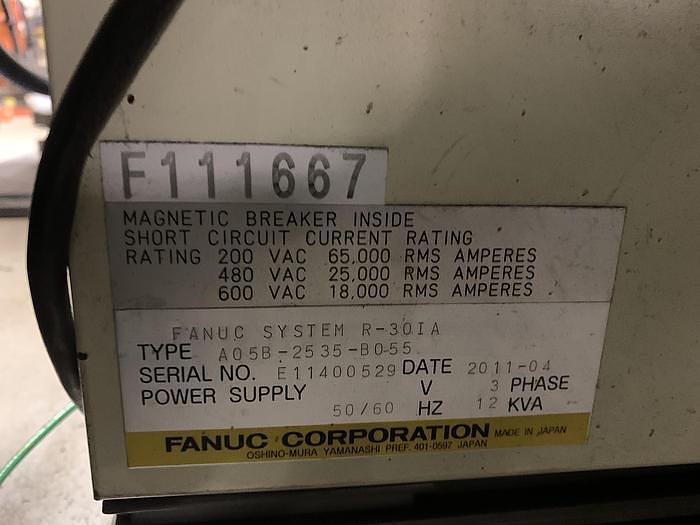 F111667
MAGNETIC BREAKER INSIDE
SHORT CIRCUIT CURRENT RATING
RATING 200 VAC 65,000 RMS AMPERES
480 VAC 25,000 RMS AMPERES
600 VAC 18,000 RMS AMPERES
FANUC SYSTEM R-30IA
TYPE A05B-2535-B055
SERIAL NO. E11400529 DATE 2011-04
POWER SUPPLY V 3 PHASE
50/60 HZ 12 KVA
FANUC CORPORATION MADE IN JAPAN
OSHINO-MURA YAMANASHI PREF. 401-0597 JAPAN